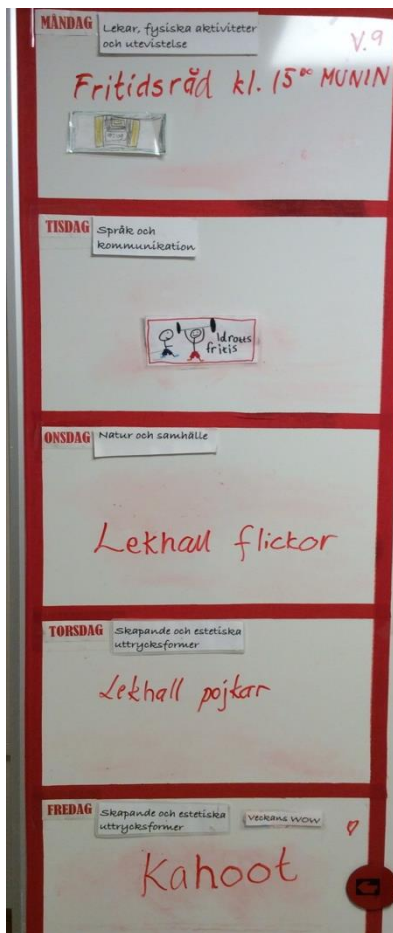 MÅNDAG
Lekar, fysiska aktiviteter
och utevistelse
V.9
Fritidsråd kl. 15⁰⁰ MUNIN
TISDAG
Språk och
kommunikation
Idrotts
fritis
ONSDAG
Natur och samhälle
Lekhall flickor
TORSDAG
Skapande och estetiska
uttrycksformer
Lekhall pojkar
FREDAG
Skapande och estetiska
uttrycksformer
Veckans WOW
Kahoot